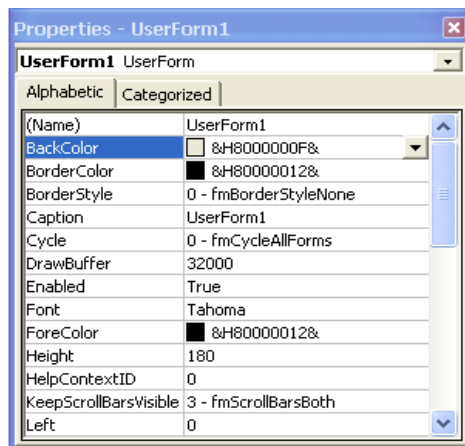 Properties - UserForm1
UserForm1 UserForm
Alphabetic Categorized
(Name) UserForm1
BackColor &H8000000F&
BorderColor &H80000012&
BorderStyle 0 - fmBorderStyleNone
Caption UserForm1
Cycle 0 - fmCycleAllForms
DrawBuffer 32000
Enabled True
Font Tahoma
ForeColor &H80000012&
Height 180
HelpContextID 0
KeepScrollBarsVisible 3 - fmScrollBarsBoth
Left 0